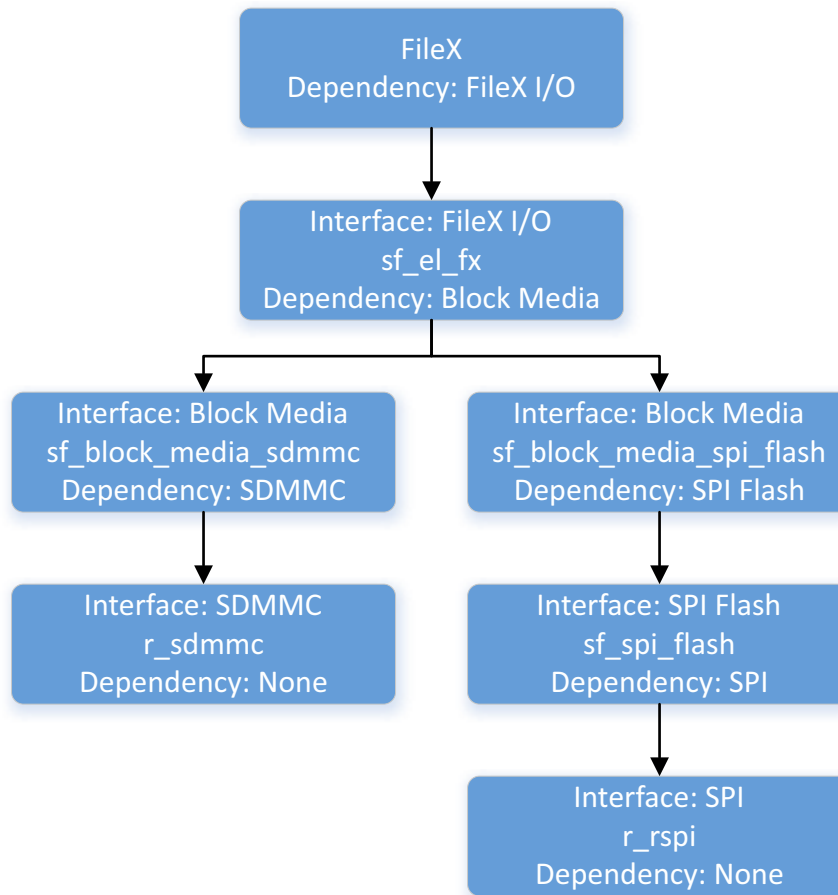 FileX
Dependency: FileX I/O
Interface: FileX I/O
sf_el_fx
Dependency: Block Media
Interface: Block Media
sf_block_media_sdmmc
Dependency: SDMMC
Interface: Block Media
sf_block_media_spi_flash
Dependency: SPI Flash
Interface: SDMMC
r_sdmmc
Dependency: None
Interface: SPI Flash
sf_spi_flash
Dependency: SPI
Interface: SPI
r_rspi
Dependency: None